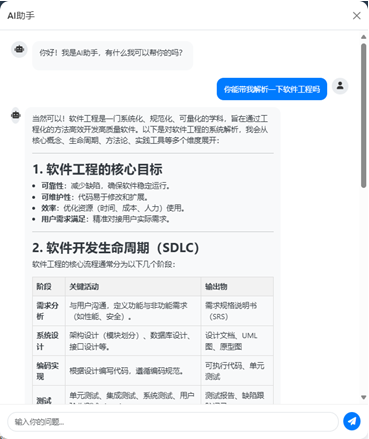 AI助手
你好！我是AI助手，有什么我可以帮你的吗？
你能带我解析一下软件工程吗
当然可以！软件工程是一门系统化、规范化、可量化的学科，旨在通过工
程化的方法高效开发高质量软件。以下是对软件工程的系统解析，我会从
核心概念、生命周期、方法论、实践工具等多个维度展开：
1. 软件工程的核心目标
• 可靠性：减少缺陷，确保软件稳定运行。
• 可维护性：代码易于修改和扩展。
• 效率：优化资源（时间、成本、人力）使用。
• 用户需求满足：精准对接用户实际需求。
2. 软件开发生命周期（SDLC）
软件工程的核心流程通常分为以下几个阶段：
阶段 关键活动 输出物
需求分 与用户沟通，定义功能与非功能需求 需求规格说明书
析 （如性能、安全）。 （SRS）
系统设 架构设计（模块划分）、数据库设计、 设计文档、UML
计 接口设计等。 图、原型图
编码实 根据设计编写代码，遵循编码规范。 可执行代码、单元
现 测试
测试 单元测试、集成测试、系统测试、用户 测试报告、缺陷跟
输入你的问题...